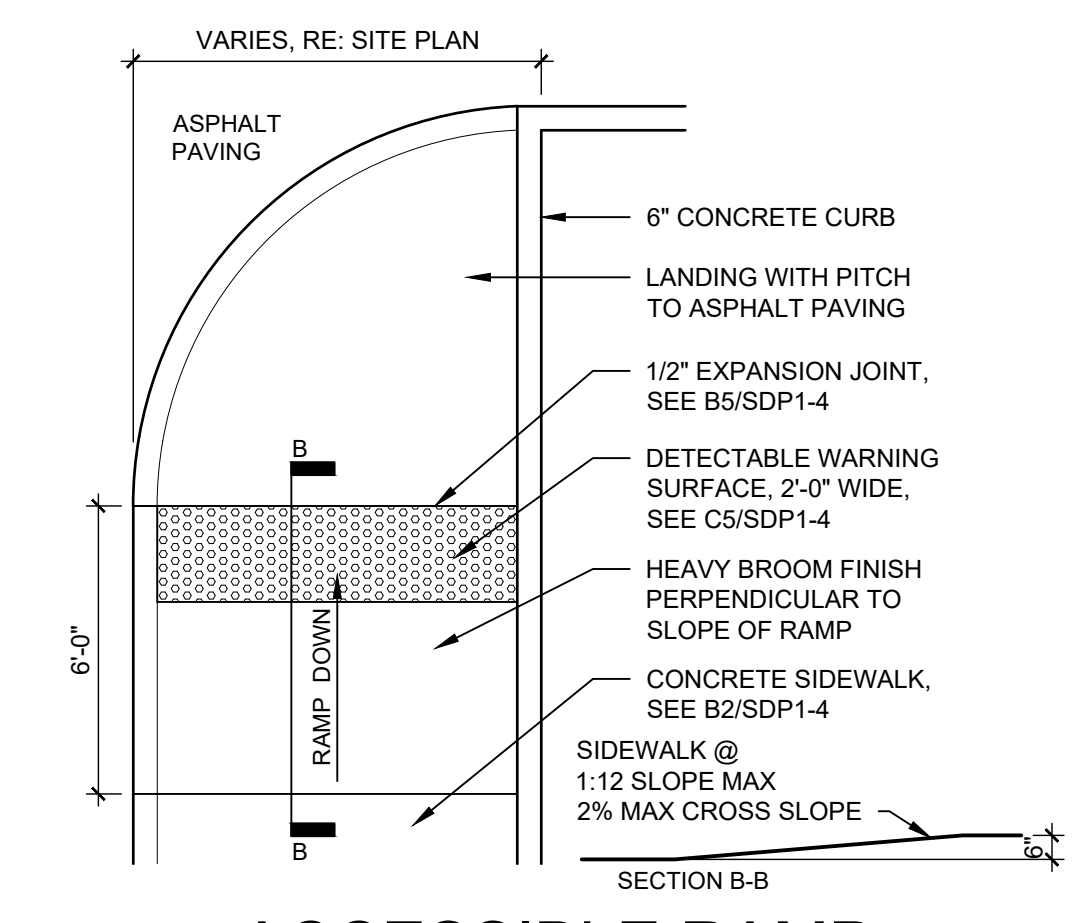 VARIES, RE: SITE PLAN
ASPHALT
PAVING
6" CONCRETE CURB
LANDING WITH PITCH
TO ASPHALT PAVING
1/2" EXPANSION JOINT,
SEE B5/SDP1-4
DETECTABLE WARNING
SURFACE, 2'-0" WIDE,
SEE C5/SDP1-4
HEAVY BROOM FINISH
PERPENDICULAR TO
SLOPE OF RAMP
CONCRETE SIDEWALK,
SEE B2/SDP1-4
B
6'-0"
RAMP DOWN
B
SIDEWALK @
1:12 SLOPE MAX
2% MAX CROSS SLOPE
6"
SECTION B-B
ACCESSIBLE RAMP